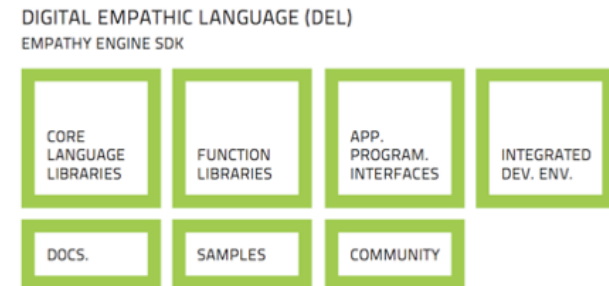 DIGITAL EMPATHIC LANGUAGE (DEL)
EMPATHY ENGINE SDK
CORE
LANGUAGE
LIBRARIES
FUNCTION
LIBRARIES
APP.
PROGRAM.
INTERFACES
INTEGRATED
DEV. ENV.
DOCS.
SAMPLES
COMMUNITY